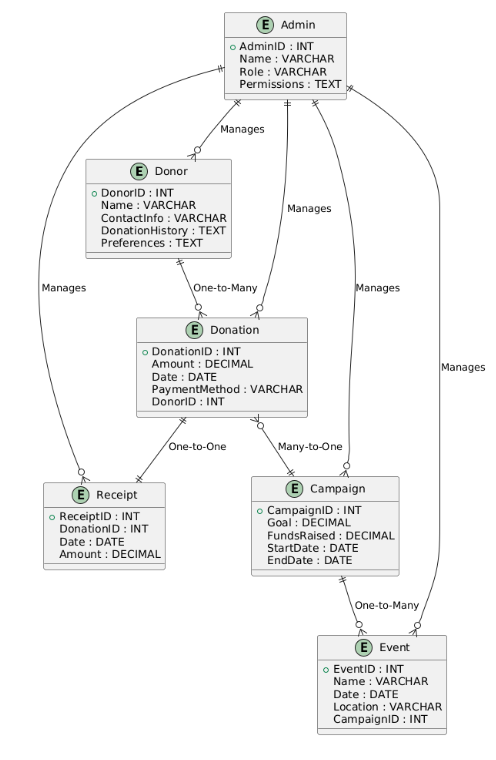 E Admin
AdminID : INT
Name : VARCHAR
Role : VARCHAR
Permissions : TEXT
Manages
E Donor
DonorID : INT
Name : VARCHAR
ContactInfo : VARCHAR
DonationHistory : TEXT
Preferences : TEXT
Manages
Manages
One-to-Many
Manages
E Donation
DonationID : INT
Amount : DECIMAL
Date : DATE
PaymentMethod : VARCHAR
DonorID : INT
Manages
One-to-One
Many-to-One
E Receipt
ReceiptID : INT
DonationID : INT
Date : DATE
Amount : DECIMAL
E Campaign
CampaignID : INT
Goal : DECIMAL
FundsRaised : DECIMAL
StartDate : DATE
EndDate : DATE
One-to-Many
E Event
EventID : INT
Name : VARCHAR
Date : DATE
Location : VARCHAR
CampaignID : INT